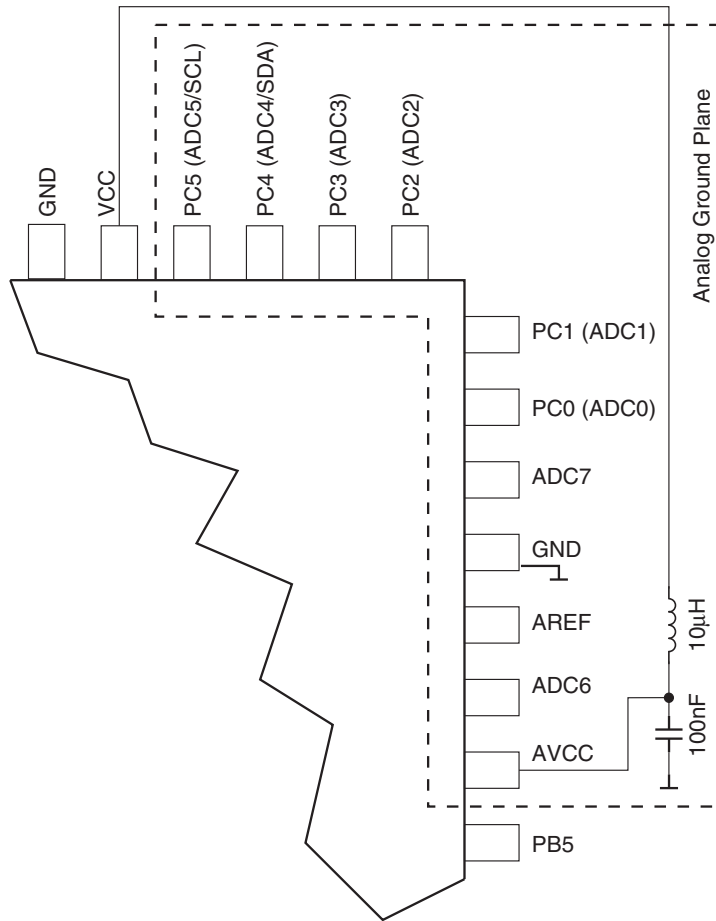 GND
VCC
PC5 (ADC5/SCL)
PC4 (ADC4/SDA)
PC3 (ADC3)
PC2 (ADC2)
Analog Ground Plane
PC1 (ADC1)
PC0 (ADC0)
ADC7
GND
AREF
ADC6
AVCC
PB5
10µH
100nF